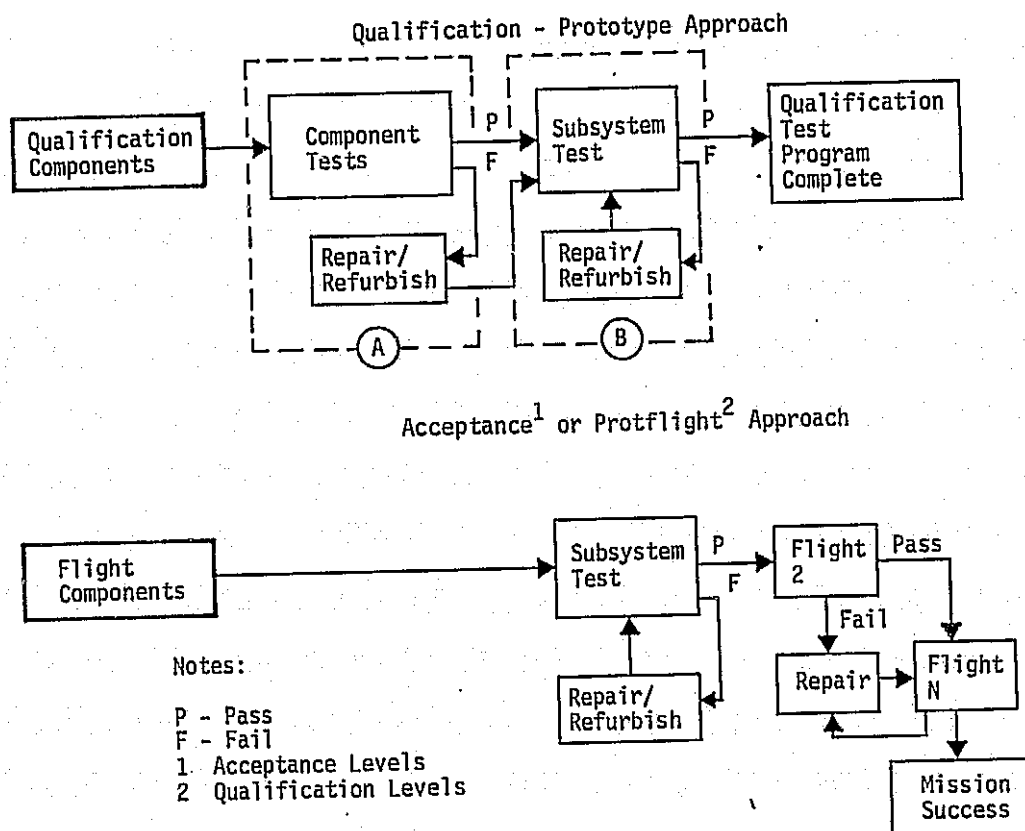 Qualification - Prototype Approach
Qualification
Components
Component
Tests
P
F
Subsystem
Test
P
F
Qualification
Test
Program
Complete
Repair/
Refurbish
Repair/
Refurbish
A
B
Acceptance1 or Protflight2 Approach
Flight
Components
Subsystem
Test
P
F
Flight
2
Pass
Fail
Repair/
Refurbish
Repair
Flight
N
Mission
Success
Notes:
P - Pass
F - Fail
1 Acceptance Levels
2 Qualification Levels